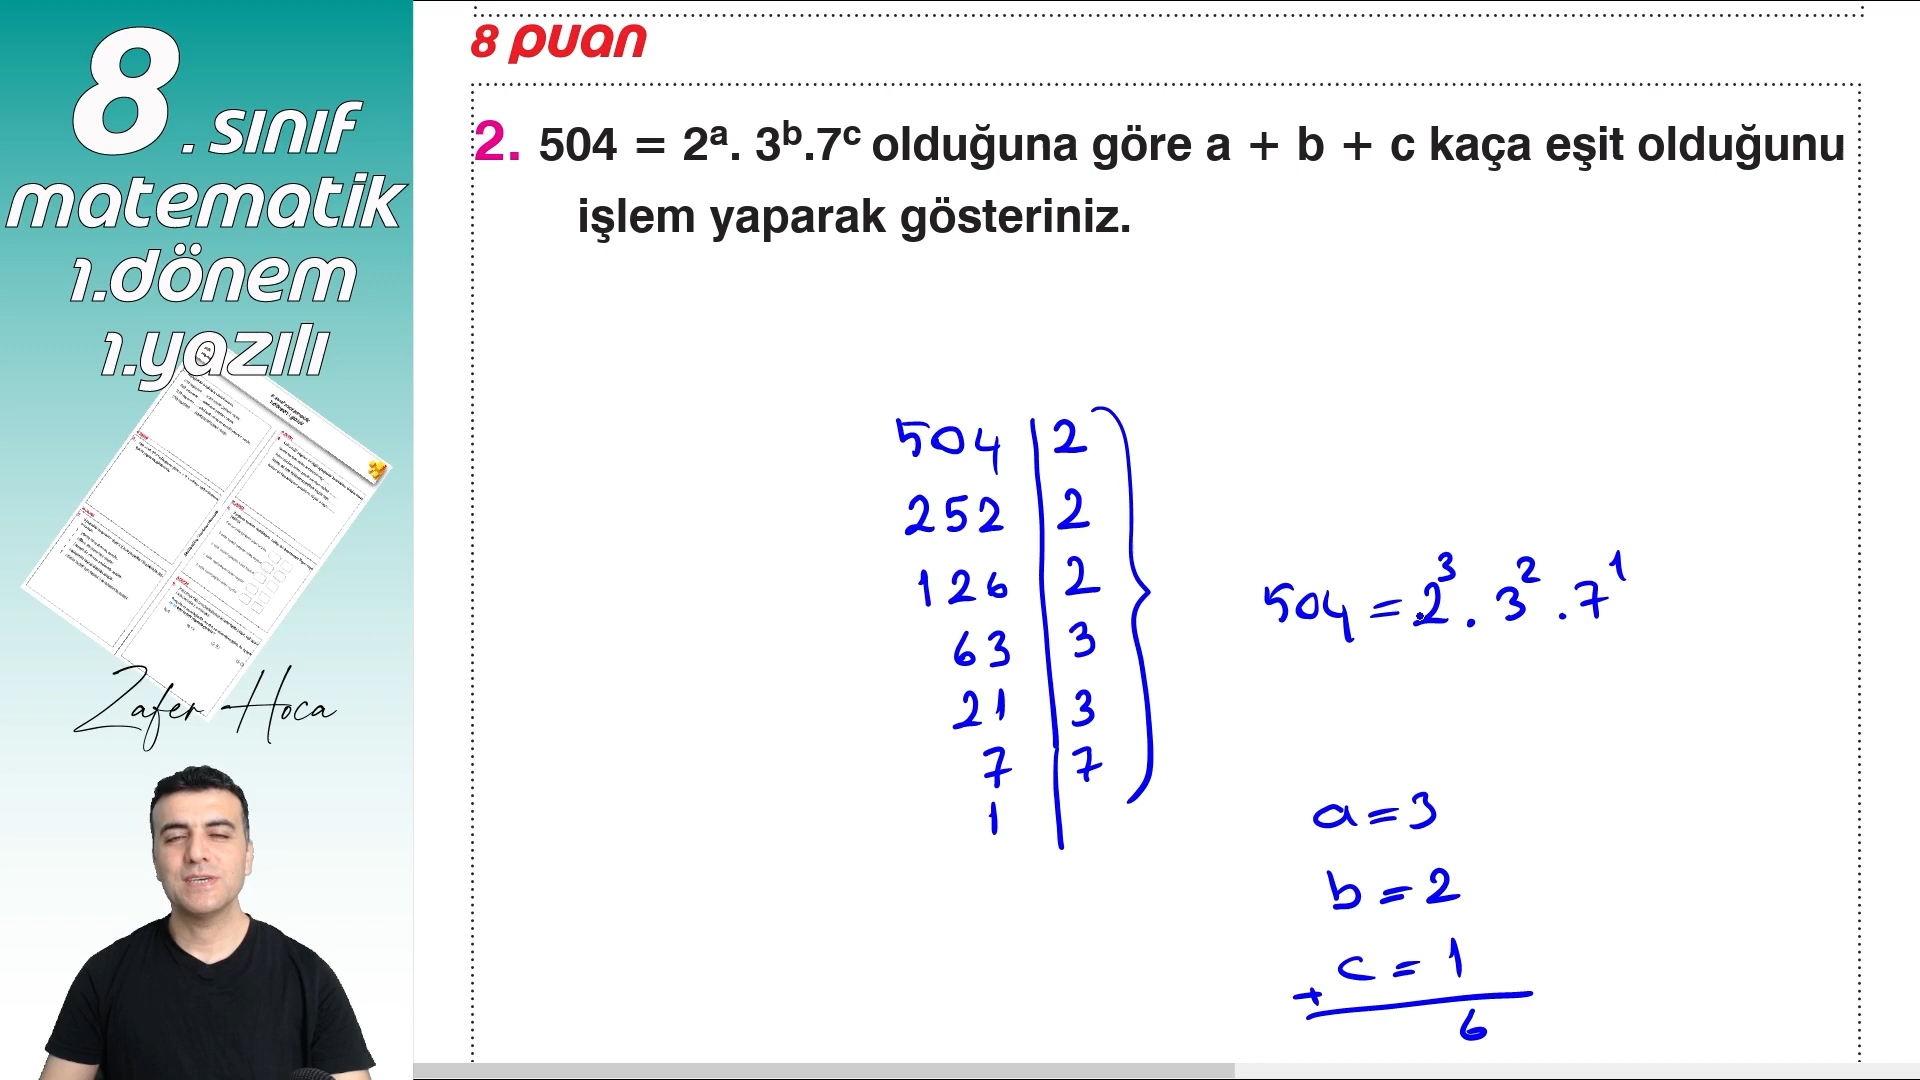 8. sınıf
matematik
1.dönem
1.yazılı
Zafer Hoca
8 puan
2. 504 = 2ᵃ. 3ᵇ.7ᶜ olduğuna göre a + b + c kaça eşit olduğunu
işlem yaparak gösteriniz.
504 | 2
252 | 2
126 | 2
63 | 3
21 | 3
7 | 7
1
504 = 2³ . 3² . 7¹
a = 3
b = 2
+ c = 1
6